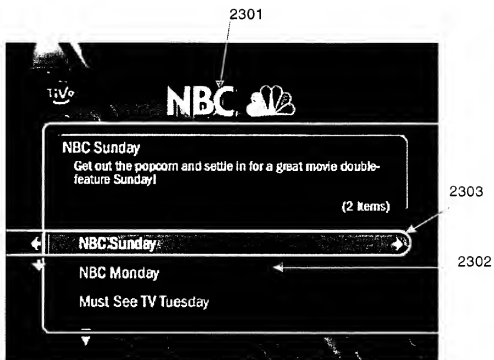 2301
TiVo
NBC
NBC Sunday
Get out the popcorn and settle in for a great movie double-
feature Sunday!
(2 Items)
2303
NBC Sunday
2302
NBC Monday
Must See TV Tuesday